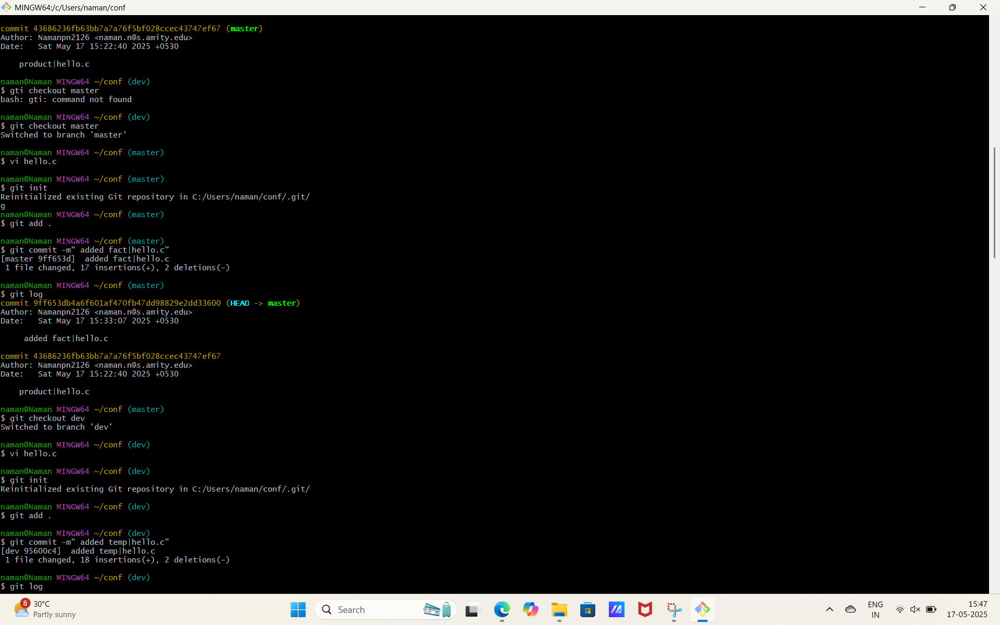 MINGW64:/c/Users/naman/conf
commit 43686236fb63bb7a7a76f5bf028ccec43747ef67 (master)
Author: Namanpn2126 <naman.n@s.amity.edu>
Date:   Sat May 17 15:22:40 2025 +0530
    product|hello.c
naman@Naman MINGW64 ~/conf (dev)
$ gti checkout master
bash: gti: command not found
naman@Naman MINGW64 ~/conf (dev)
$ git checkout master
Switched to branch 'master'
naman@Naman MINGW64 ~/conf (master)
$ vi hello.c
naman@Naman MINGW64 ~/conf (master)
$ git init
Reinitialized existing Git repository in C:/Users/naman/conf/.git/
g
naman@Naman MINGW64 ~/conf (master)
$ git add .
naman@Naman MINGW64 ~/conf (master)
$ git commit -m" added fact|hello.c"
[master 9ff653d]  added fact|hello.c
 1 file changed, 17 insertions(+), 2 deletions(-)
naman@Naman MINGW64 ~/conf (master)
$ git log
commit 9ff653db4a6f601af470fb47dd98829e2dd33600 (HEAD -> master)
Author: Namanpn2126 <naman.n@s.amity.edu>
Date:   Sat May 17 15:33:07 2025 +0530
     added fact|hello.c
commit 43686236fb63bb7a7a76f5bf028ccec43747ef67
Author: Namanpn2126 <naman.n@s.amity.edu>
Date:   Sat May 17 15:22:40 2025 +0530
    product|hello.c
naman@Naman MINGW64 ~/conf (master)
$ git checkout dev
Switched to branch 'dev'
naman@Naman MINGW64 ~/conf (dev)
$ vi hello.c
naman@Naman MINGW64 ~/conf (dev)
$ git init
Reinitialized existing Git repository in C:/Users/naman/conf/.git/
naman@Naman MINGW64 ~/conf (dev)
$ git add .
naman@Naman MINGW64 ~/conf (dev)
$ git commit -m" added temp|hello.c"
[dev 95600c4]  added temp|hello.c
 1 file changed, 18 insertions(+), 2 deletions(-)
naman@Naman MINGW64 ~/conf (dev)
$ git log
8
30°C
Partly sunny
Search
ENG
IN
15:47
17-05-2025